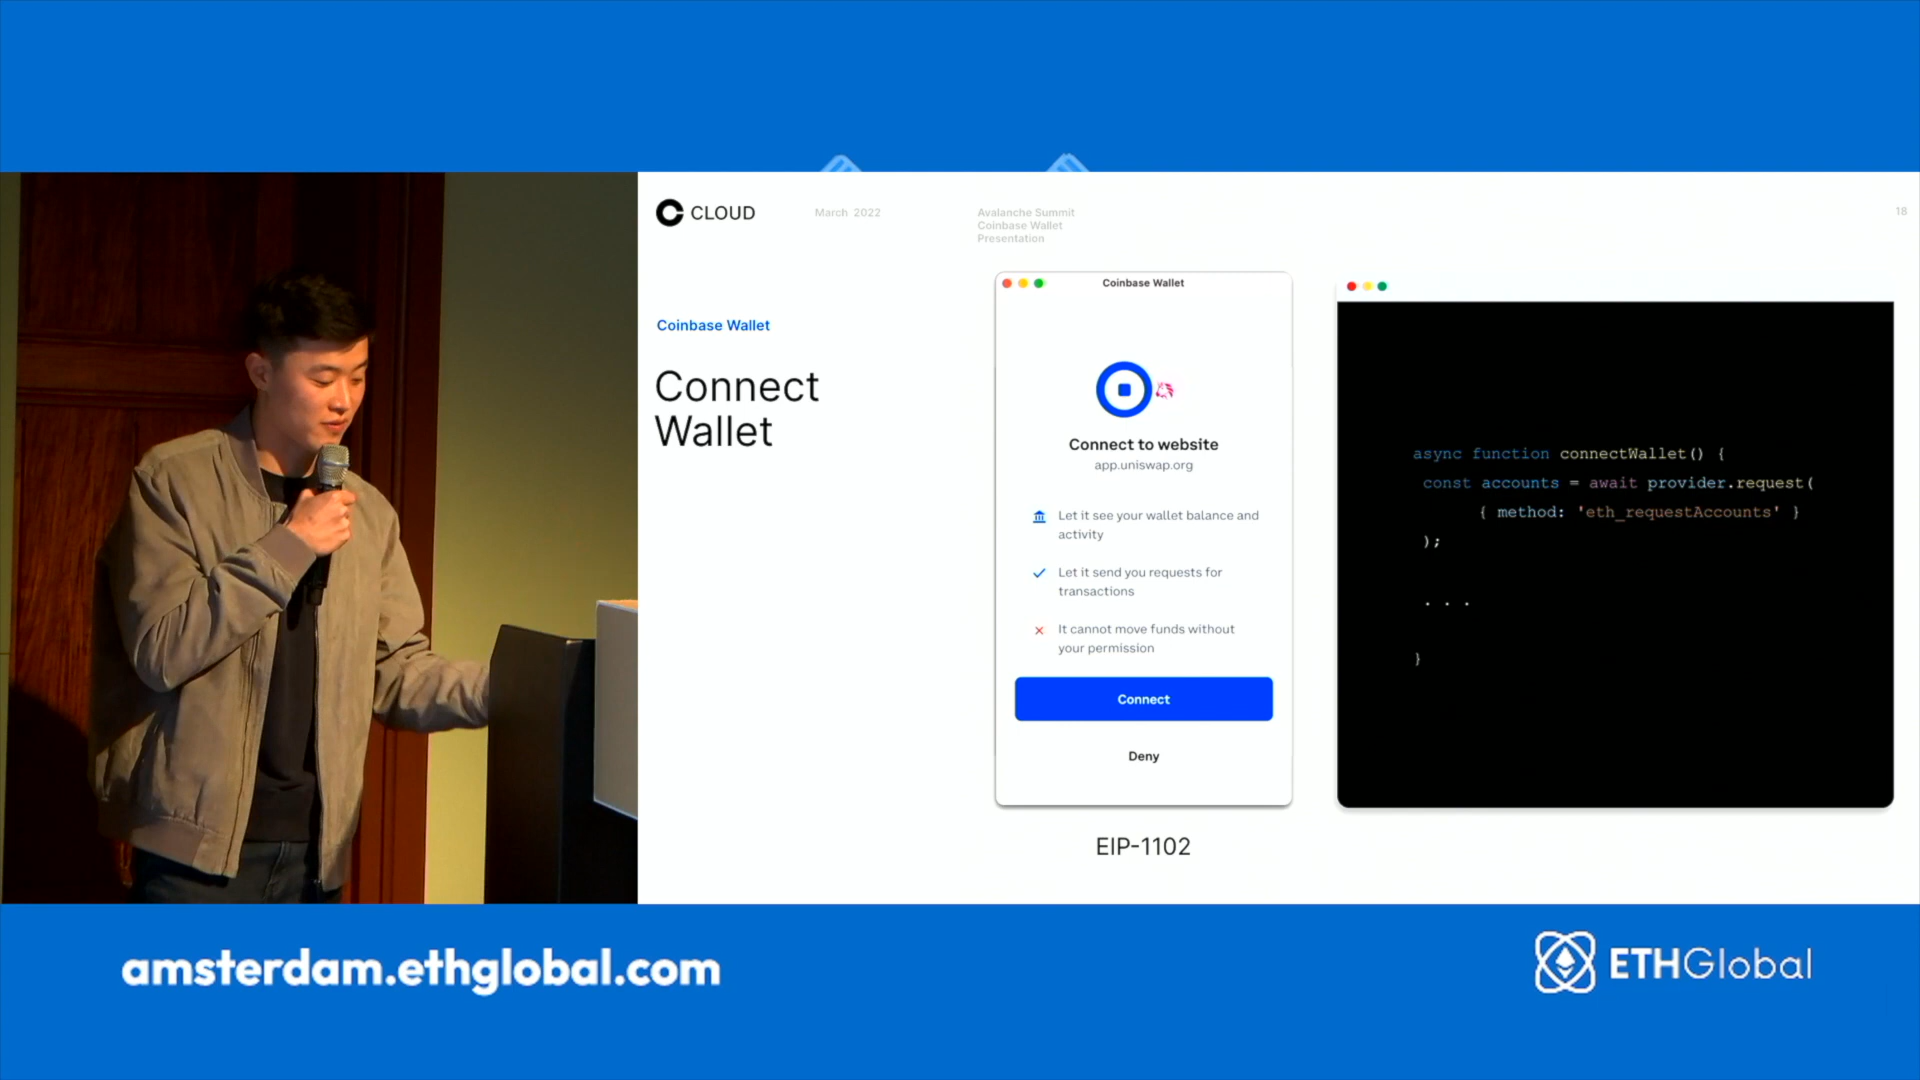 CLOUD
March 2022
Avalanche Summit
Coinbase Wallet
Presentation
18
Coinbase Wallet
Connect
Wallet
Coinbase Wallet
Connect to website
app.uniswap.org
Let it see your wallet balance and
activity
Let it send you requests for
transactions
It cannot move funds without
your permission
Connect
Deny
EIP-1102
async function connectWallet() {
const accounts = await provider.request(
{ method: 'eth_requestAccounts' }
);
. . .
}
amsterdam.ethglobal.com
ETHGlobal